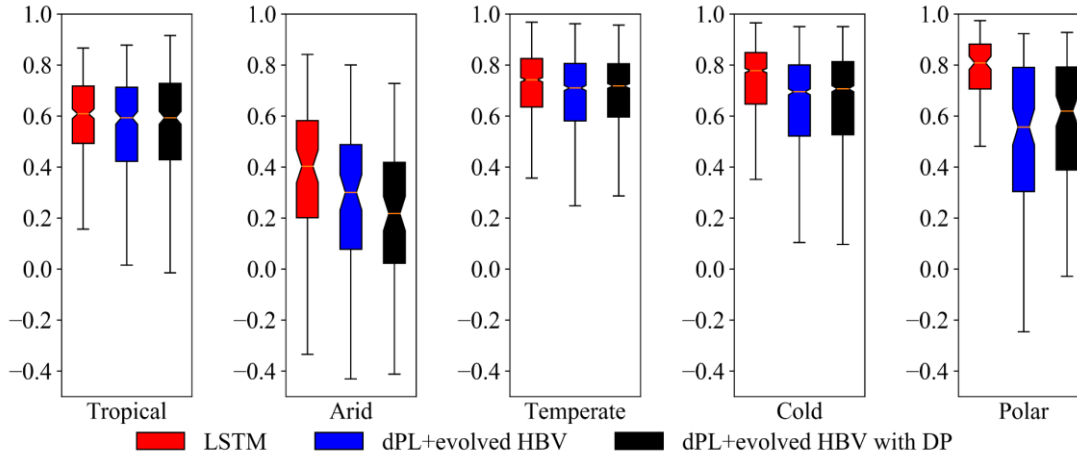 1.0 1.0 1.0 1.0 1.0
0.8 0.8 0.8 0.8 0.8
0.6 0.6 0.6 0.6 0.6
0.4 0.4 0.4 0.4 0.4
0.2 0.2 0.2 0.2 0.2
0.0 0.0 0.0 0.0 0.0
−0.2 −0.2 −0.2 −0.2 −0.2
−0.4 −0.4 −0.4 −0.4 −0.4
Tropical Arid Temperate Cold Polar
LSTM dPL+evolved HBV dPL+evolved HBV with DP